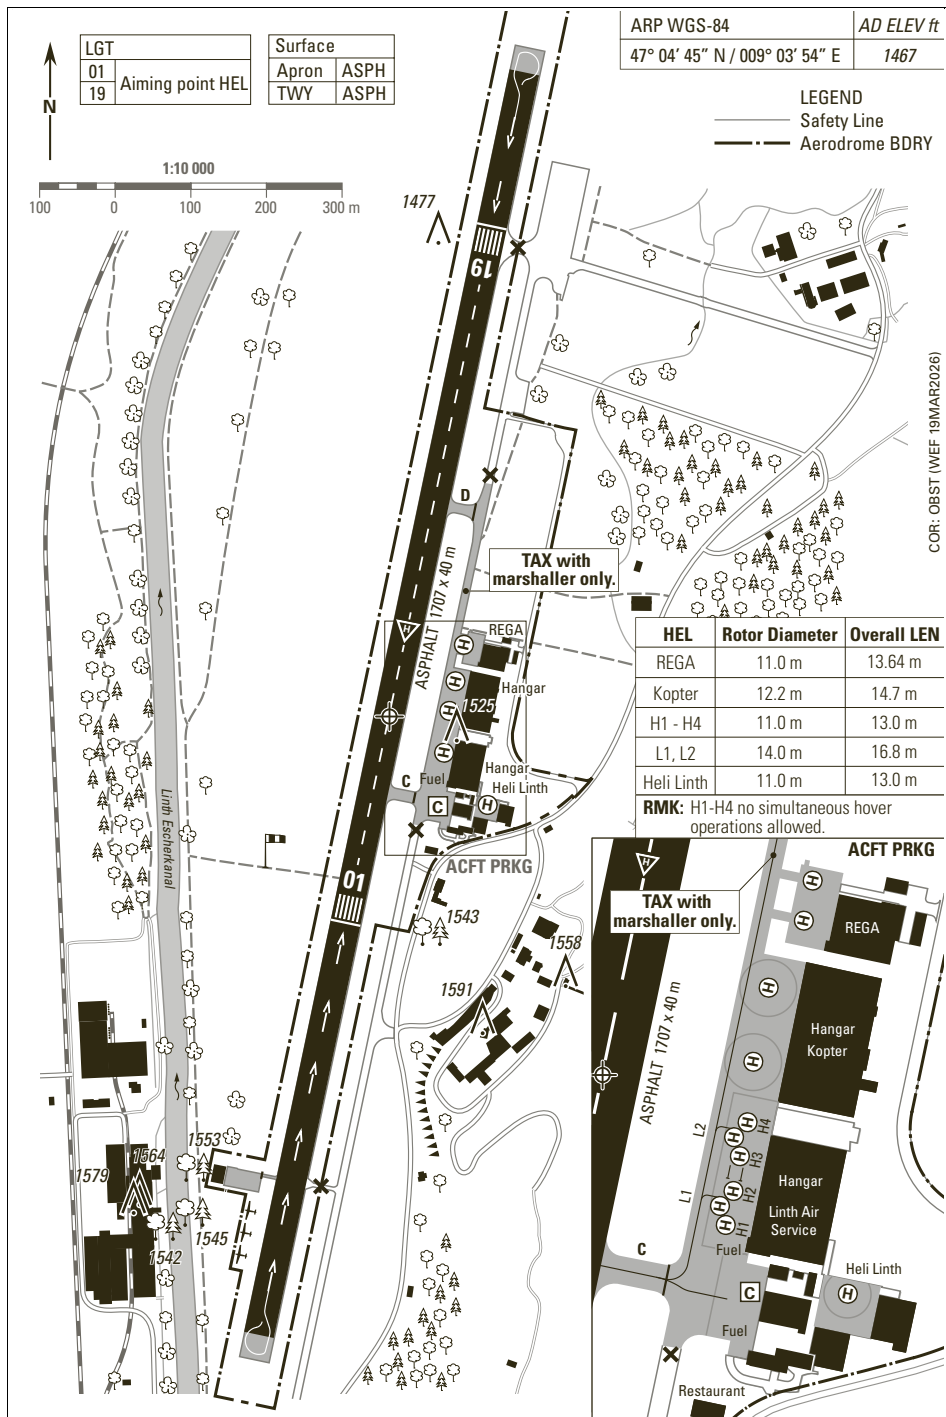 ARP WGS-84 AD ELEV ft
47° 04' 45" N / 009° 03' 54" E 1467
LGT
01
19
Aiming point HEL
Surface
Apron ASPH
TWY ASPH
N
LEGEND
Safety Line
Aerodrome BDRY
1:10 000
100 0 100 200 300 m
1477
19
COR: OBST (WEF 19MAR2026)
D
TAX with
marshaller only.
ASPHALT 1707 x 40 m
H
REGA
H
H
Hangar
H
1525
H
Hangar
Fuel
Heli Linth
C
C
H
Linth Escherkanal
ACFT PRKG
01
1543
1558
1591
1553
1564
1579
1545
1542
HEL Rotor Diameter Overall LEN
REGA 11.0 m 13.64 m
Kopter 12.2 m 14.7 m
H1 - H4 11.0 m 13.0 m
L1, L2 14.0 m 16.8 m
Heli Linth 11.0 m 13.0 m
RMK: H1-H4 no simultaneous hover
operations allowed.
ACFT PRKG
H
TAX with
marshaller only.
H
H
REGA
H
ASPHALT 1707 x 40 m
Hangar
Kopter
H
L2
H
H4
H
H
H3
L1
H
H2
H
H
H1
Hangar
Linth Air
Service
Fuel
C
C
Heli Linth
H
Fuel
Restaurant